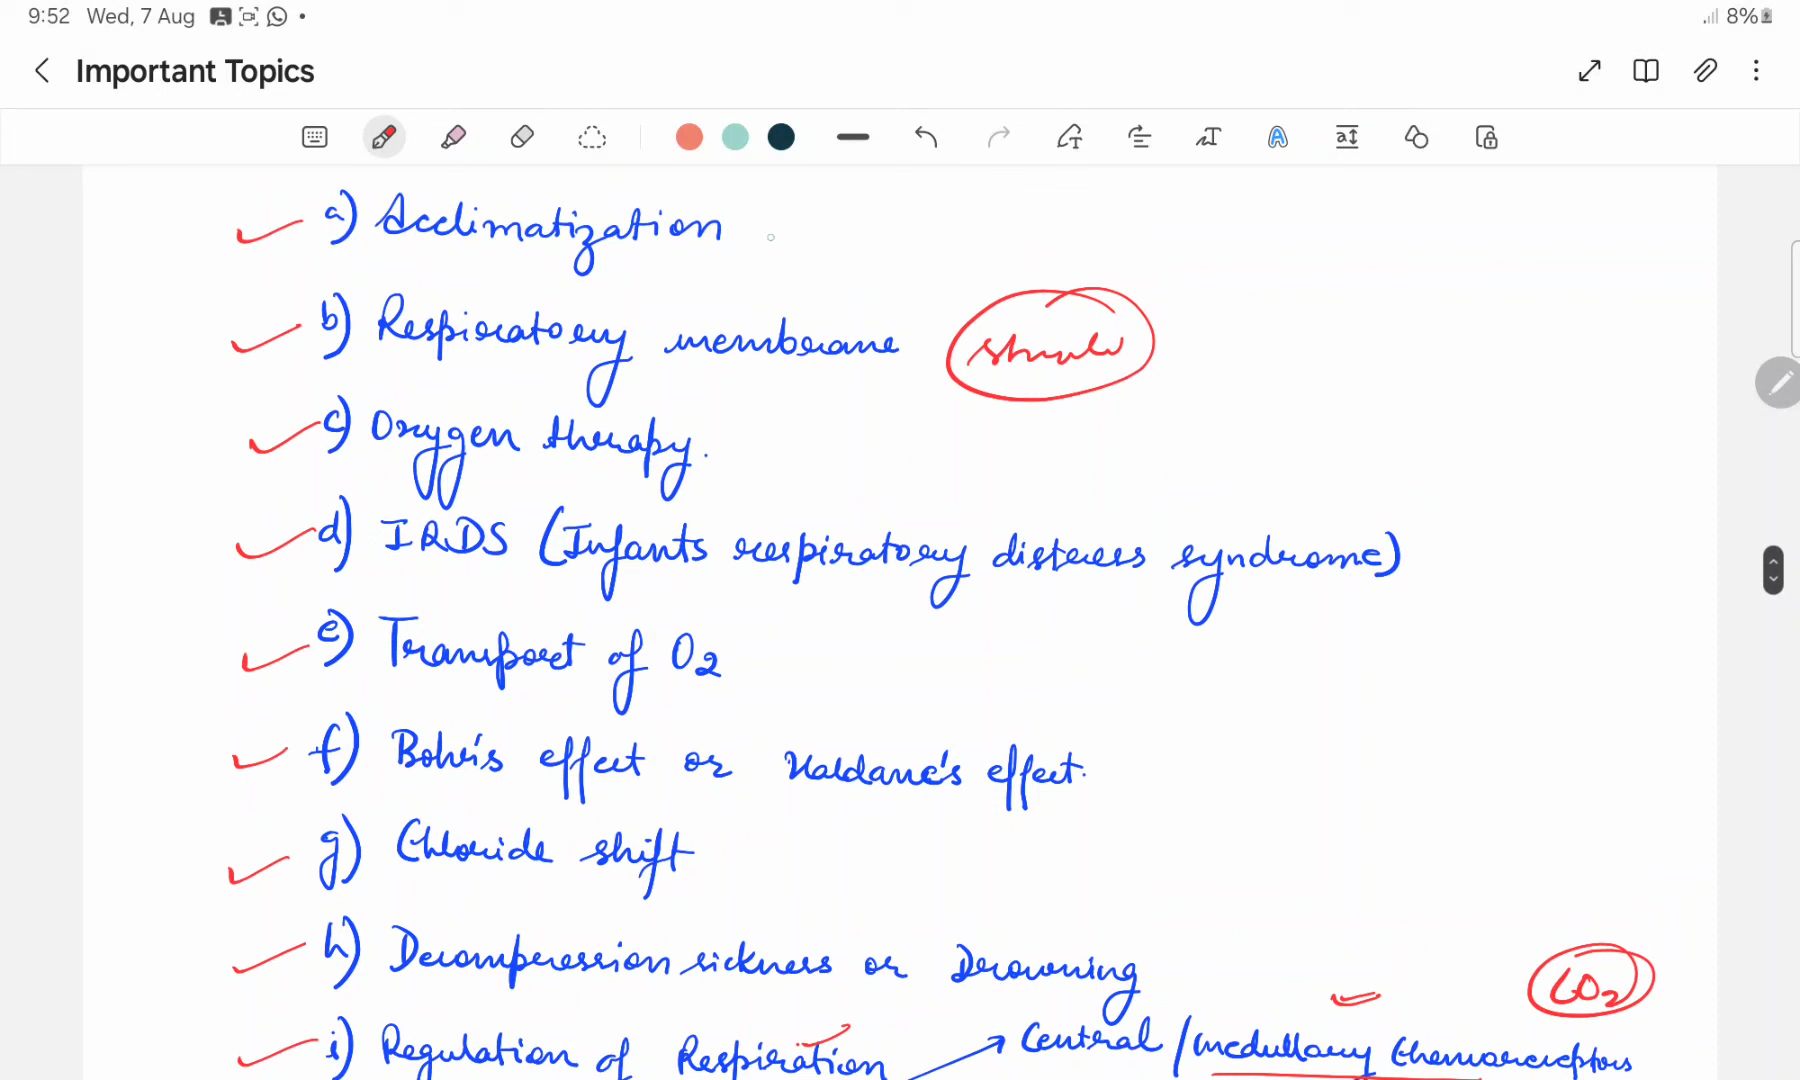 9:52 Wed, 7 Aug
8%
Important Topics
a) Acclimatization
b) Respiratory membrane
c) Oxygen therapy.
d) IRDS (Infants respiratory distress syndrome)
e) Transport of O2
f) Bohr's effect or Haldane's effect.
g) Chloride shift
h) Decompression sickness or Drowning
CO2
i) Regulation of Respiration → Central / medullary chemoreceptors